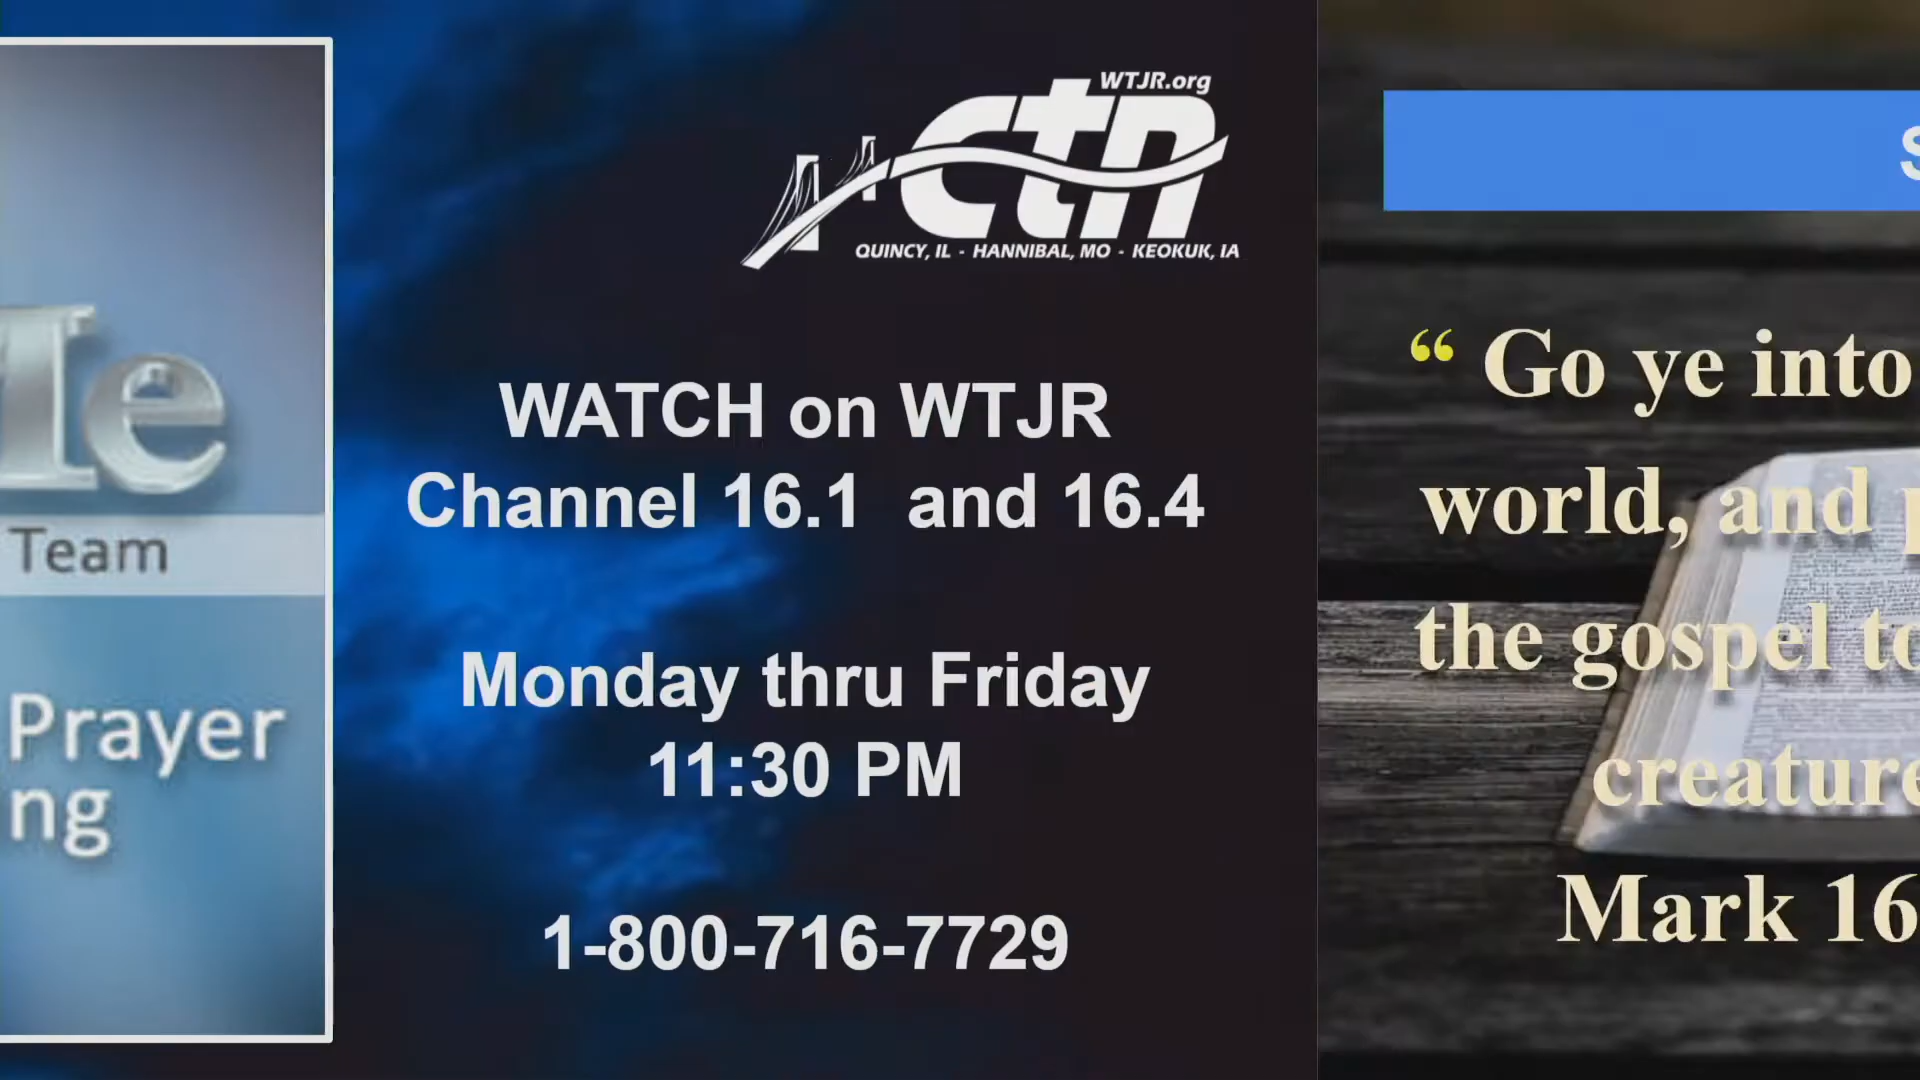 Me
Team
Prayer
ng
WTJR.org
ctn
QUINCY, IL - HANNIBAL, MO - KEOKUK, IA
WATCH on WTJR
Channel 16.1 and 16.4
Monday thru Friday
11:30 PM
1-800-716-7729
S
“ Go ye into
world, and p
the gospel to
creature
Mark 16